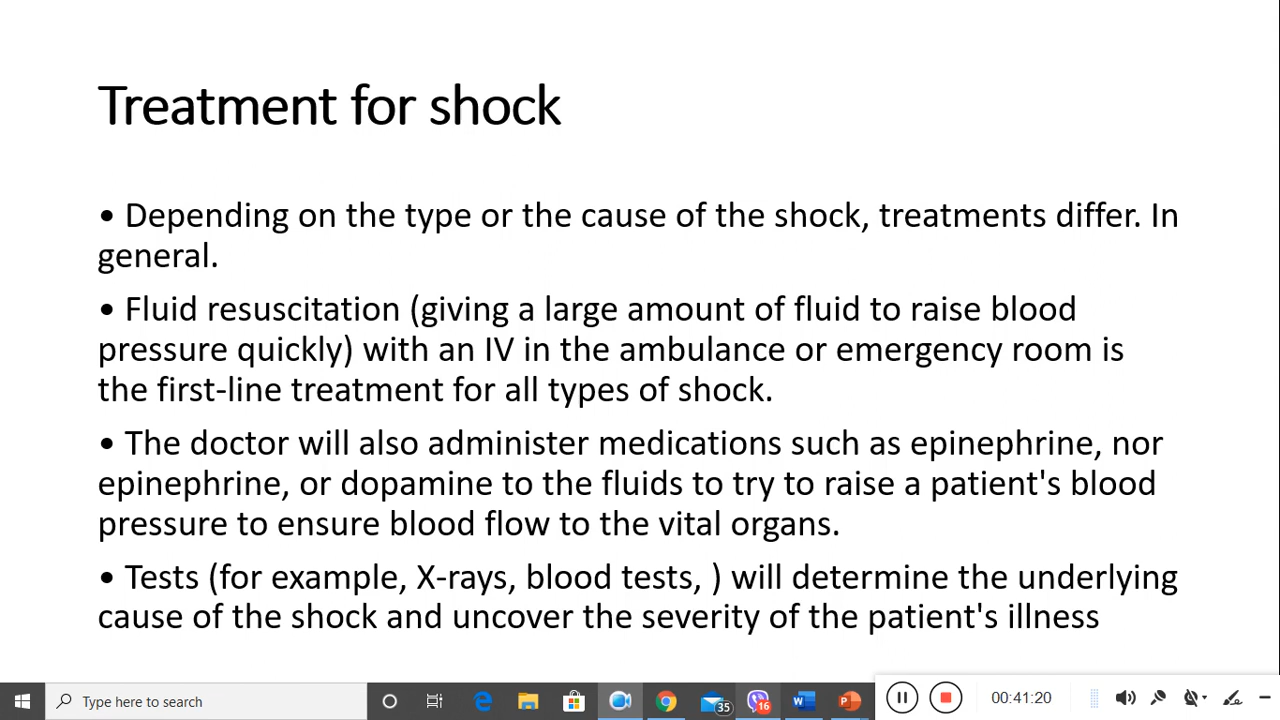 Treatment for shock
• Depending on the type or the cause of the shock, treatments differ. In
general.
• Fluid resuscitation (giving a large amount of fluid to raise blood
pressure quickly) with an IV in the ambulance or emergency room is
the first-line treatment for all types of shock.
• The doctor will also administer medications such as epinephrine, nor
epinephrine, or dopamine to the fluids to try to raise a patient's blood
pressure to ensure blood flow to the vital organs.
• Tests (for example, X-rays, blood tests, ) will determine the underlying
cause of the shock and uncover the severity of the patient's illness
Type here to search
35
16
00:41:20